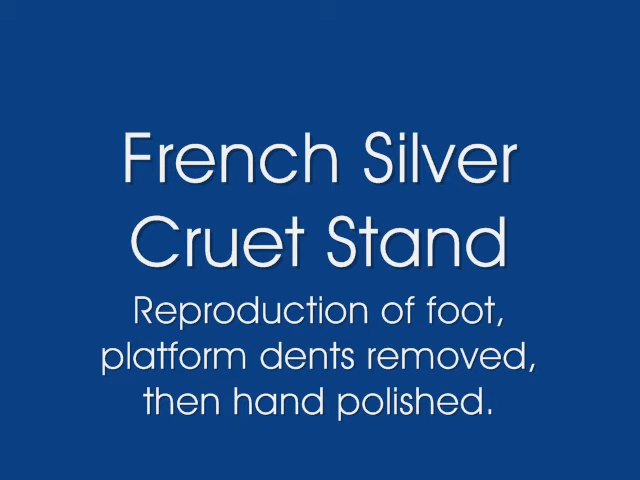 French Silver
Cruet Stand
Reproduction of foot,
platform dents removed,
then hand polished.